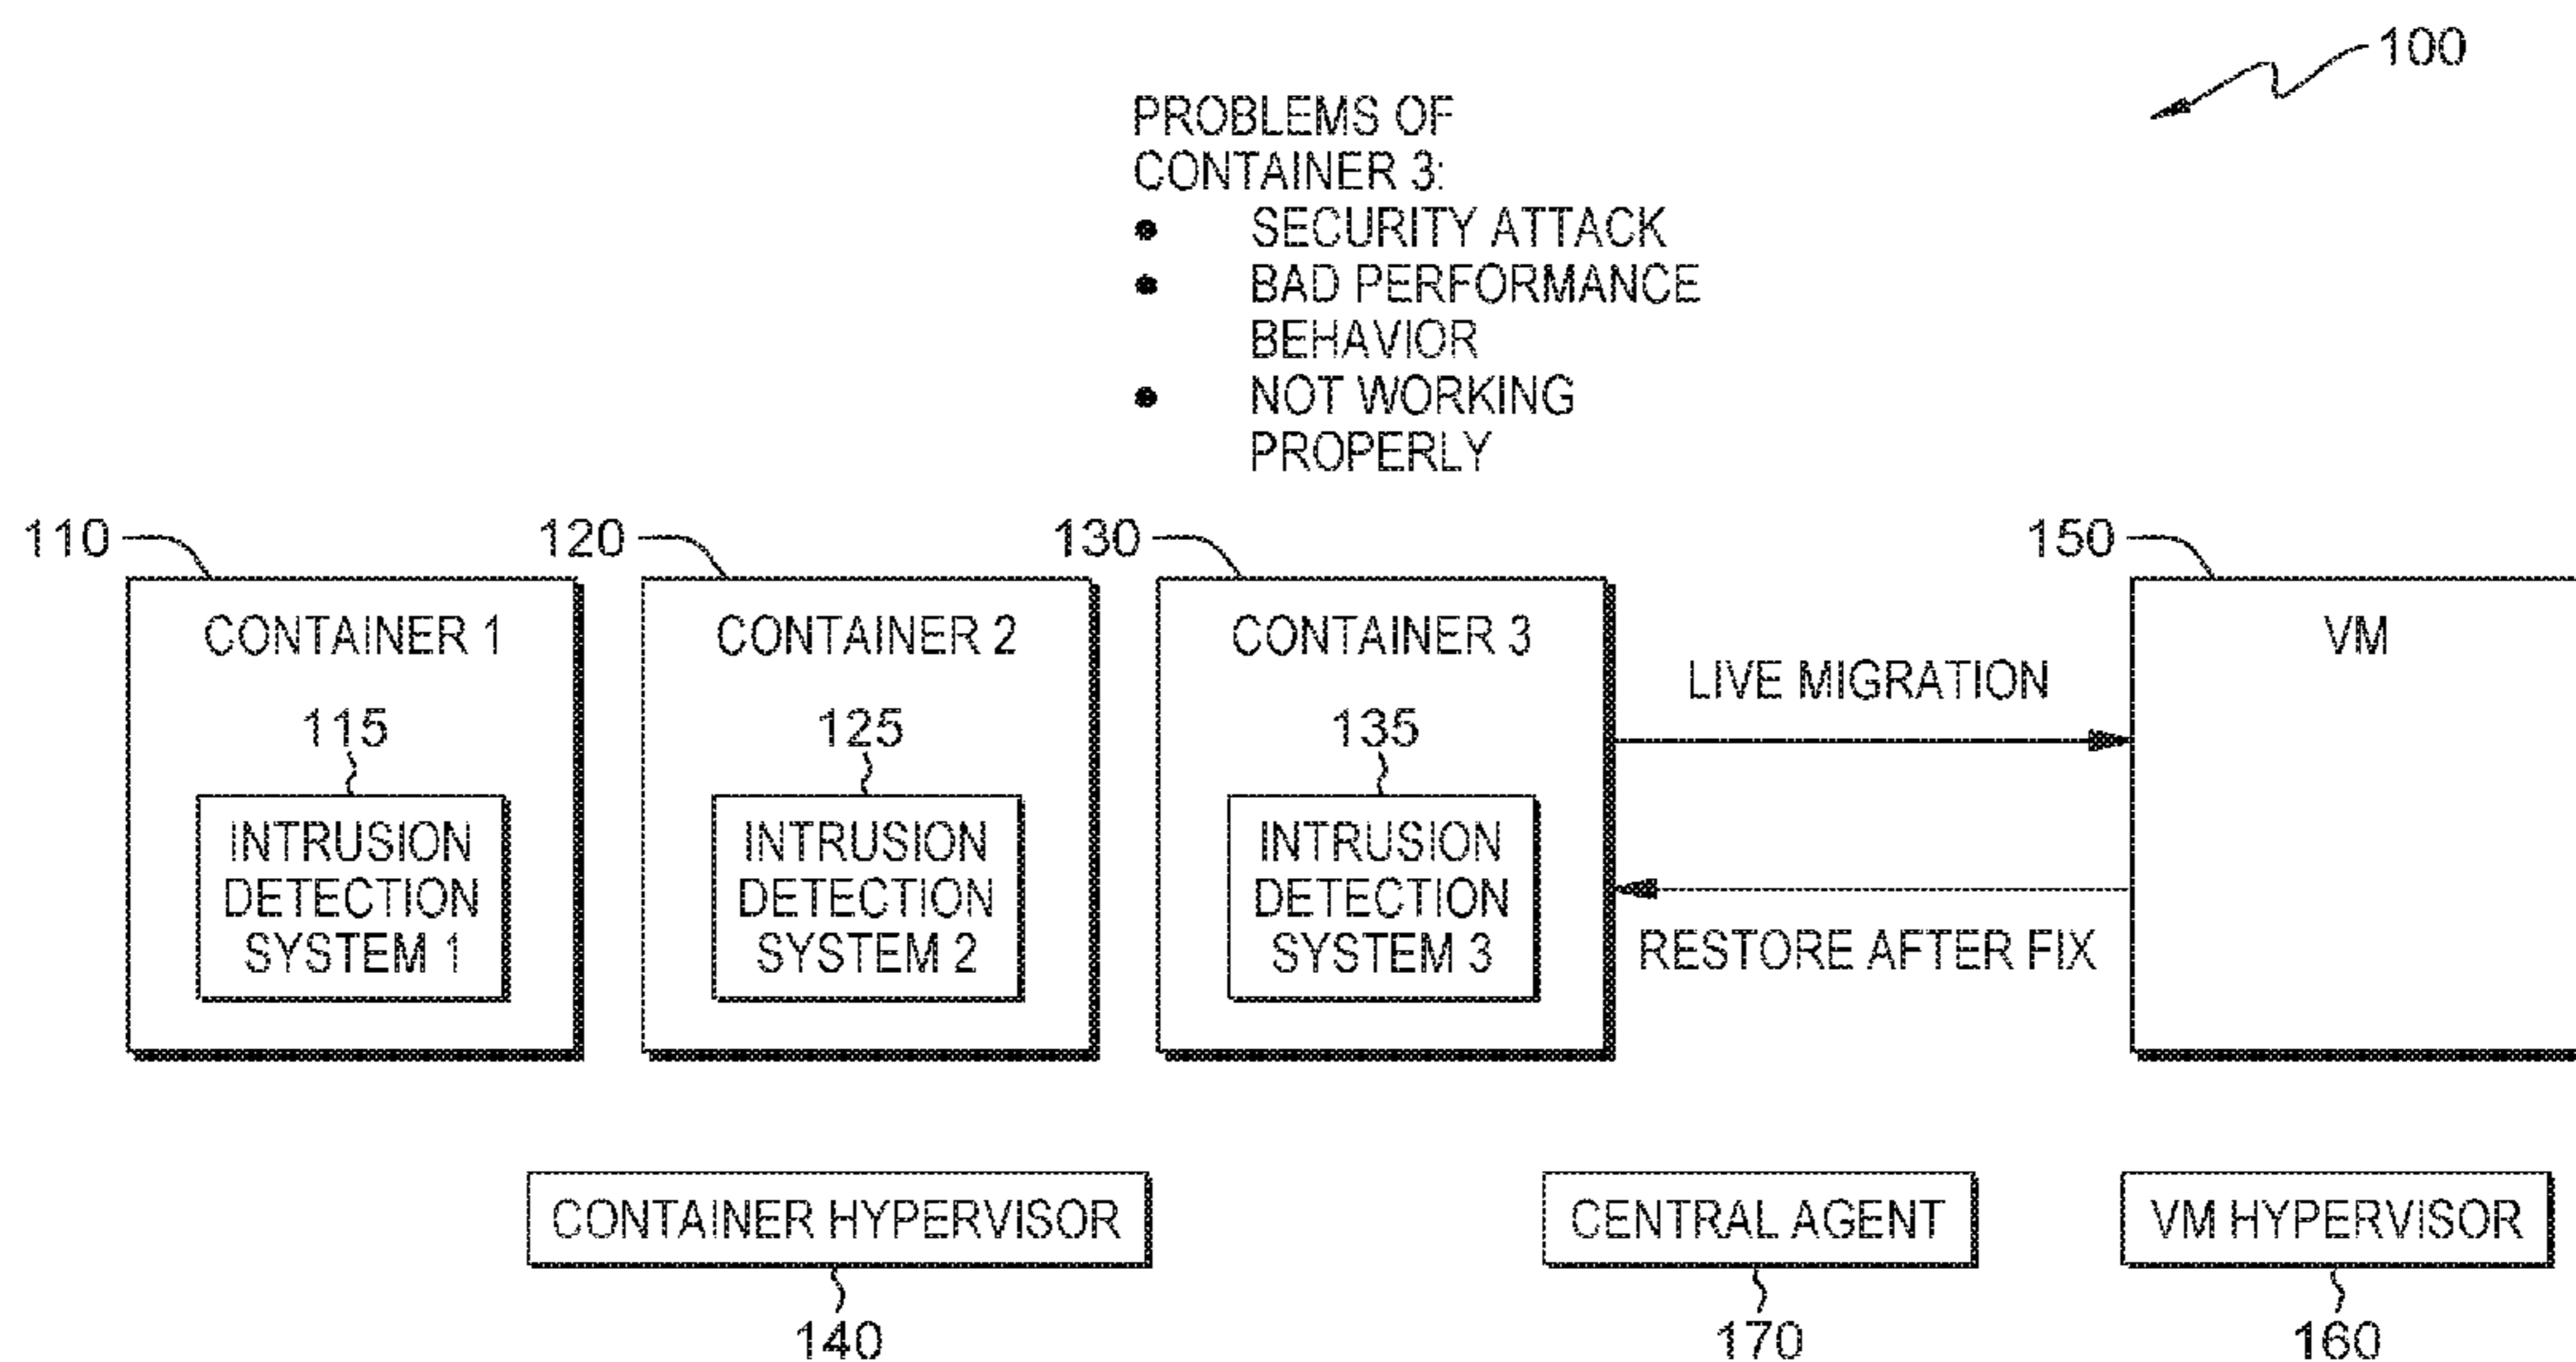 100
PROBLEMS OF
CONTAINER 3:
• SECURITY ATTACK
• BAD PERFORMANCE
BEHAVIOR
• NOT WORKING
PROPERLY
110
120
130
150
CONTAINER 1
CONTAINER 2
CONTAINER 3
VM
LIVE MIGRATION
115
125
135
INTRUSION
DETECTION
SYSTEM 1
INTRUSION
DETECTION
SYSTEM 2
INTRUSION
DETECTION
SYSTEM 3
RESTORE AFTER FIX
CONTAINER HYPERVISOR
CENTRAL AGENT
VM HYPERVISOR
140
170
160